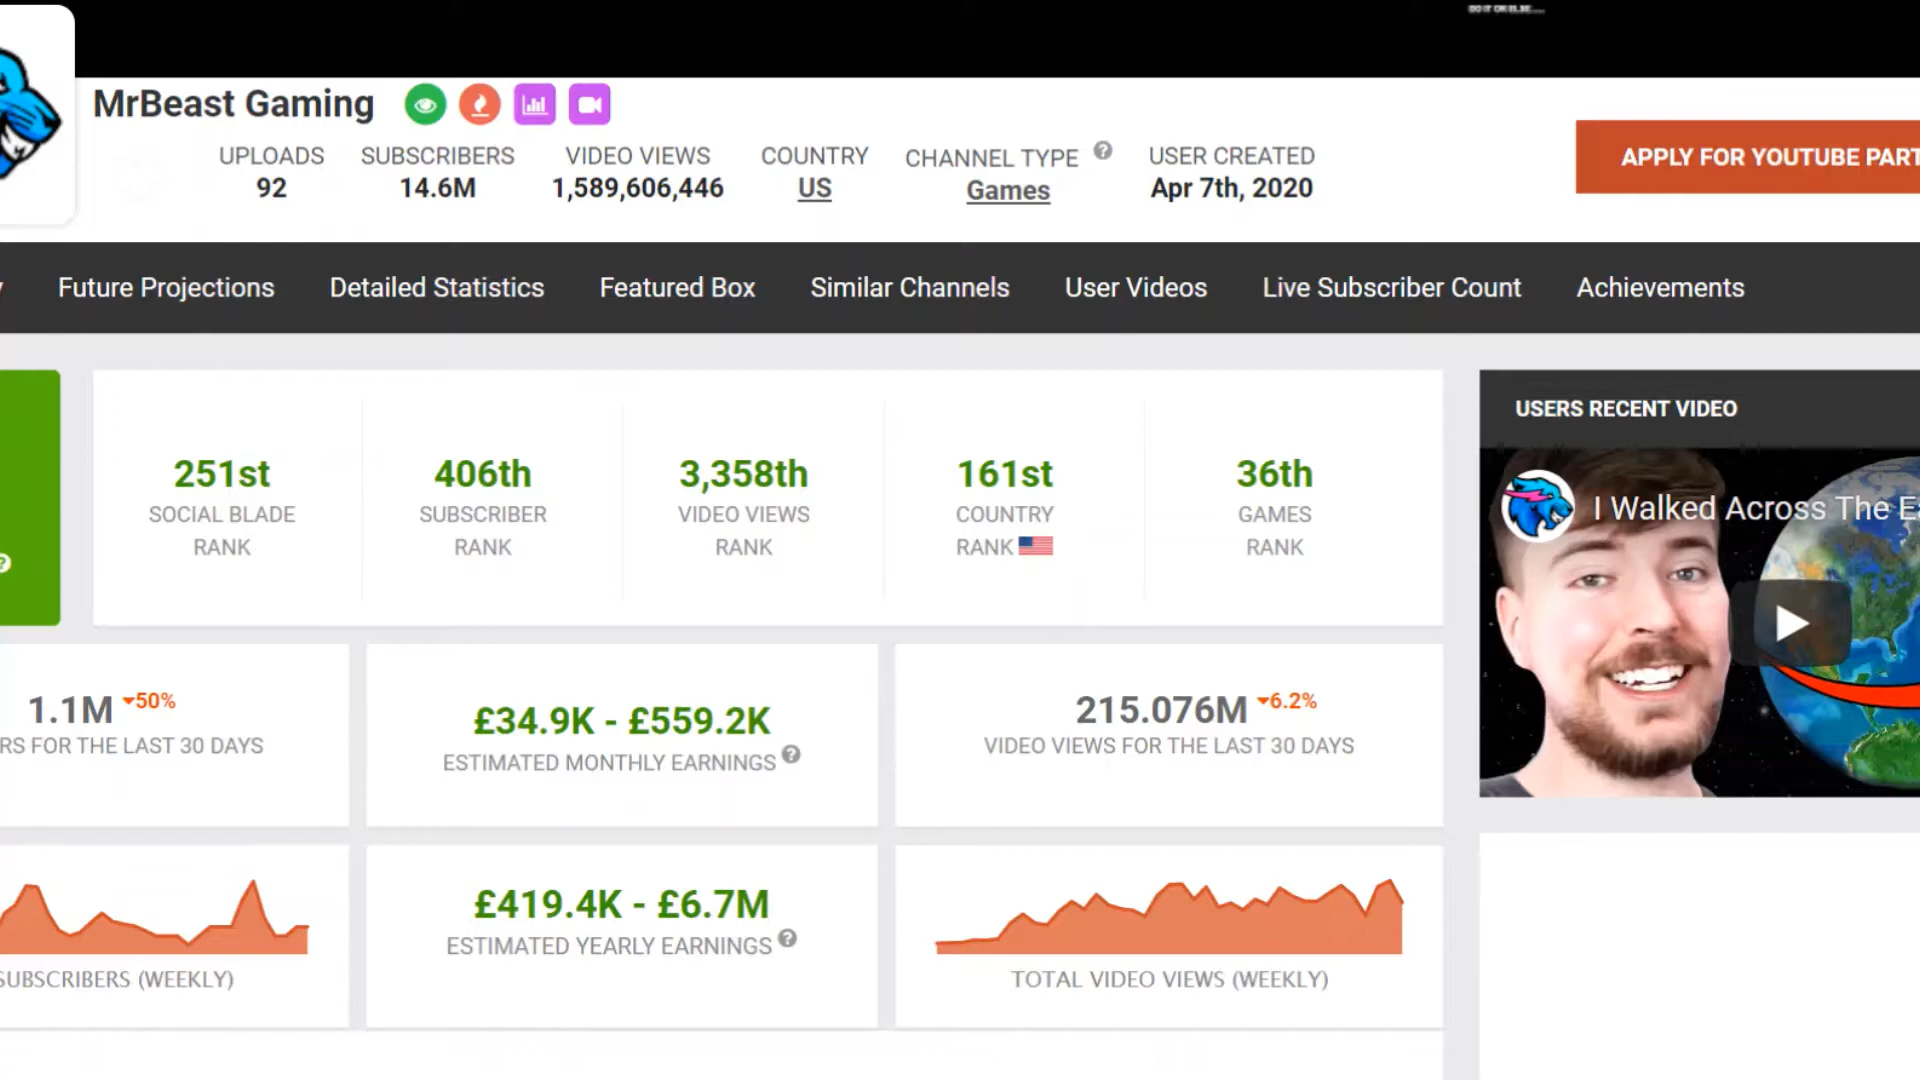 DO IT OR ELSE.....
MrBeast Gaming
UPLOADS
92
SUBSCRIBERS
14.6M
VIDEO VIEWS
1,589,606,446
COUNTRY
US
CHANNEL TYPE
Games
USER CREATED
Apr 7th, 2020
APPLY FOR YOUTUBE PART
Future Projections
Detailed Statistics
Featured Box
Similar Channels
User Videos
Live Subscriber Count
Achievements
251st
SOCIAL BLADE
RANK
406th
SUBSCRIBER
RANK
3,358th
VIDEO VIEWS
RANK
161st
COUNTRY
RANK
36th
GAMES
RANK
USERS RECENT VIDEO
I Walked Across The Ea
1.1M 50%
RS FOR THE LAST 30 DAYS
£34.9K - £559.2K
ESTIMATED MONTHLY EARNINGS
215.076M 6.2%
VIDEO VIEWS FOR THE LAST 30 DAYS
SUBSCRIBERS (WEEKLY)
£419.4K - £6.7M
ESTIMATED YEARLY EARNINGS
TOTAL VIDEO VIEWS (WEEKLY)